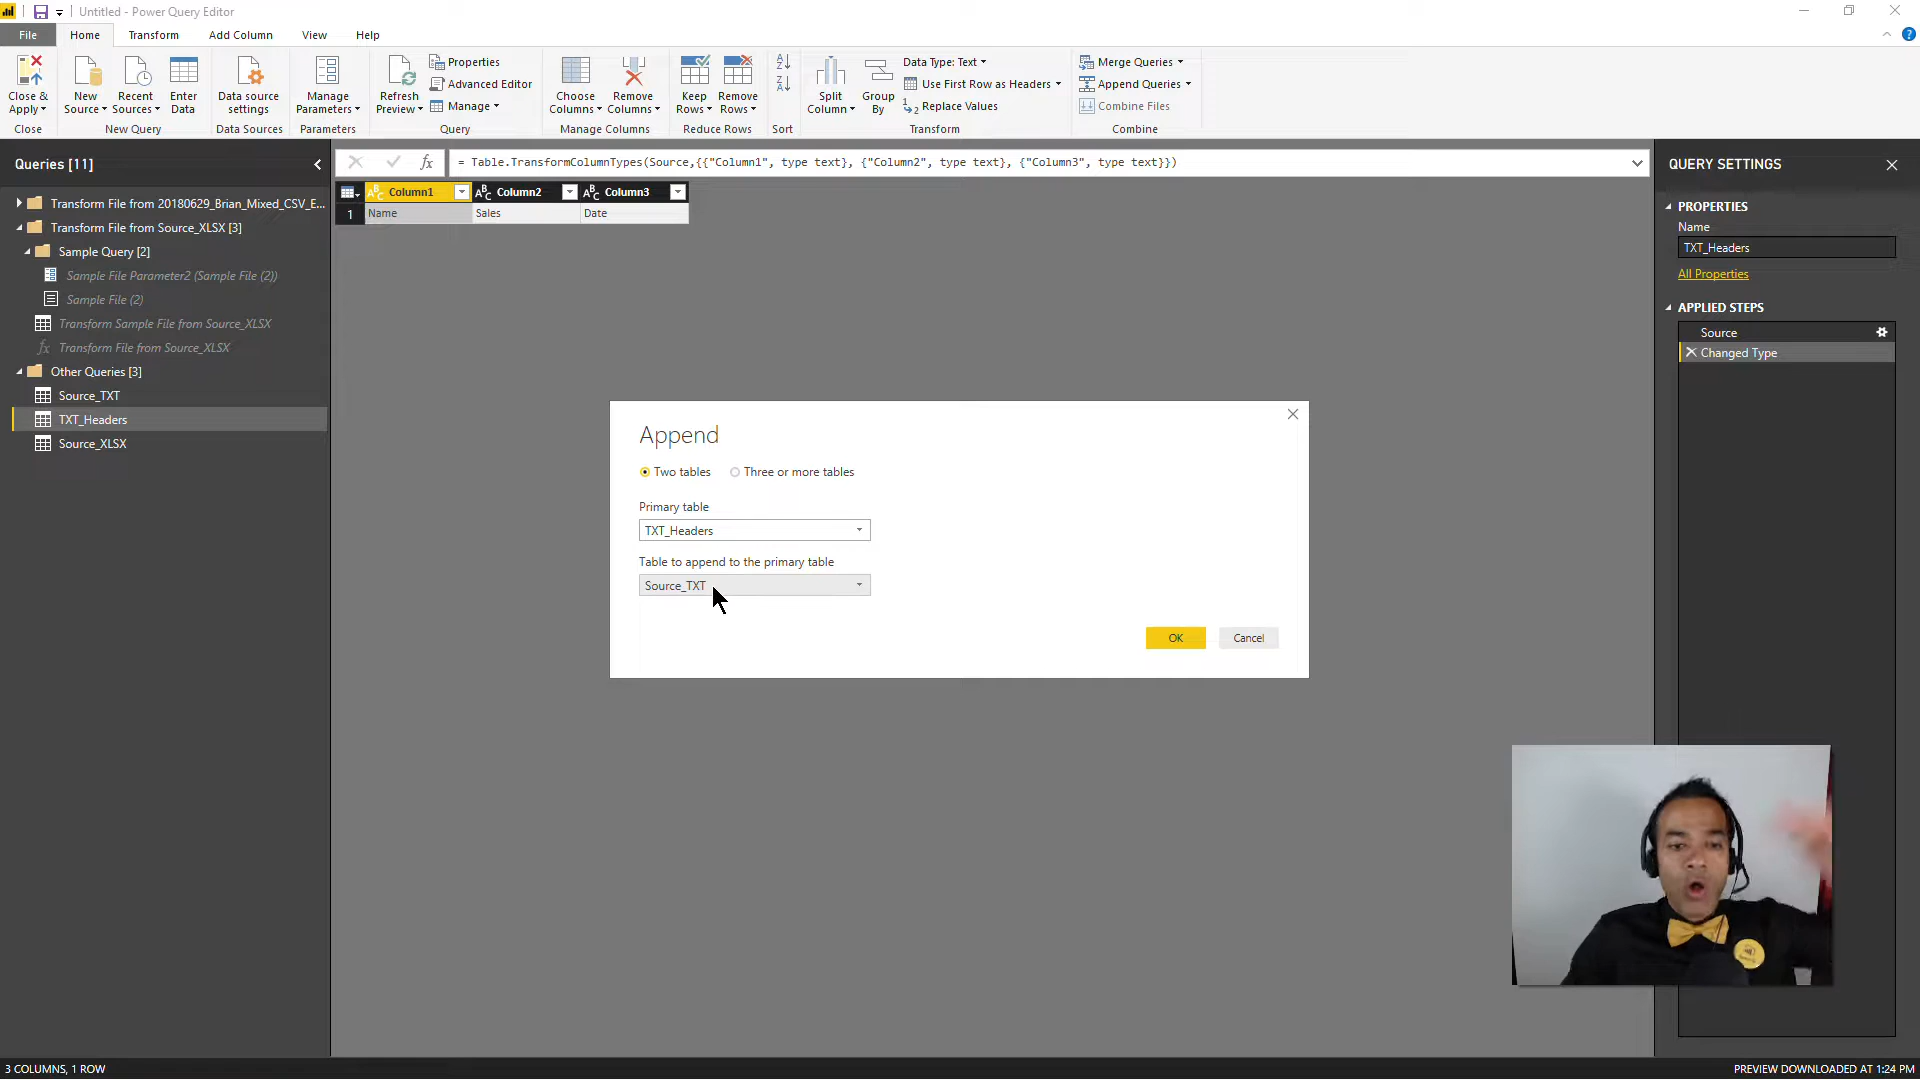 Untitled - Power Query Editor
File
Home
Transform
Add Column
View
Help
Close & Apply
New Source
Recent Sources
Enter Data
Data source settings
Manage Parameters
Refresh Preview
Properties
Advanced Editor
Manage
Choose Columns
Remove Columns
Keep Rows
Remove Rows
Split Column
Group By
Data Type: Text
Use First Row as Headers
Replace Values
Merge Queries
Append Queries
Combine Files
Close
New Query
Data Sources
Parameters
Query
Manage Columns
Reduce Rows
Sort
Transform
Combine
Queries [11]
Transform File from 20180629_Brian_Mixed_CSV_E...
Transform File from Source_XLSX [3]
Sample Query [2]
Sample File Parameter2 (Sample File (2))
Sample File (2)
Transform Sample File from Source_XLSX
fx Transform File from Source_XLSX
Other Queries [3]
Source_TXT
TXT_Headers
Source_XLSX
fx
= Table.TransformColumnTypes(Source,{{"Column1", type text}, {"Column2", type text}, {"Column3", type text}})
ABC Column1
ABC Column2
ABC Column3
1
Name
Sales
Date
Append
Two tables
Three or more tables
Primary table
TXT_Headers
Table to append to the primary table
Source_TXT
OK
Cancel
QUERY SETTINGS
PROPERTIES
Name
TXT_Headers
All Properties
APPLIED STEPS
Source
Changed Type
3 COLUMNS, 1 ROW
PREVIEW DOWNLOADED AT 1:24 PM